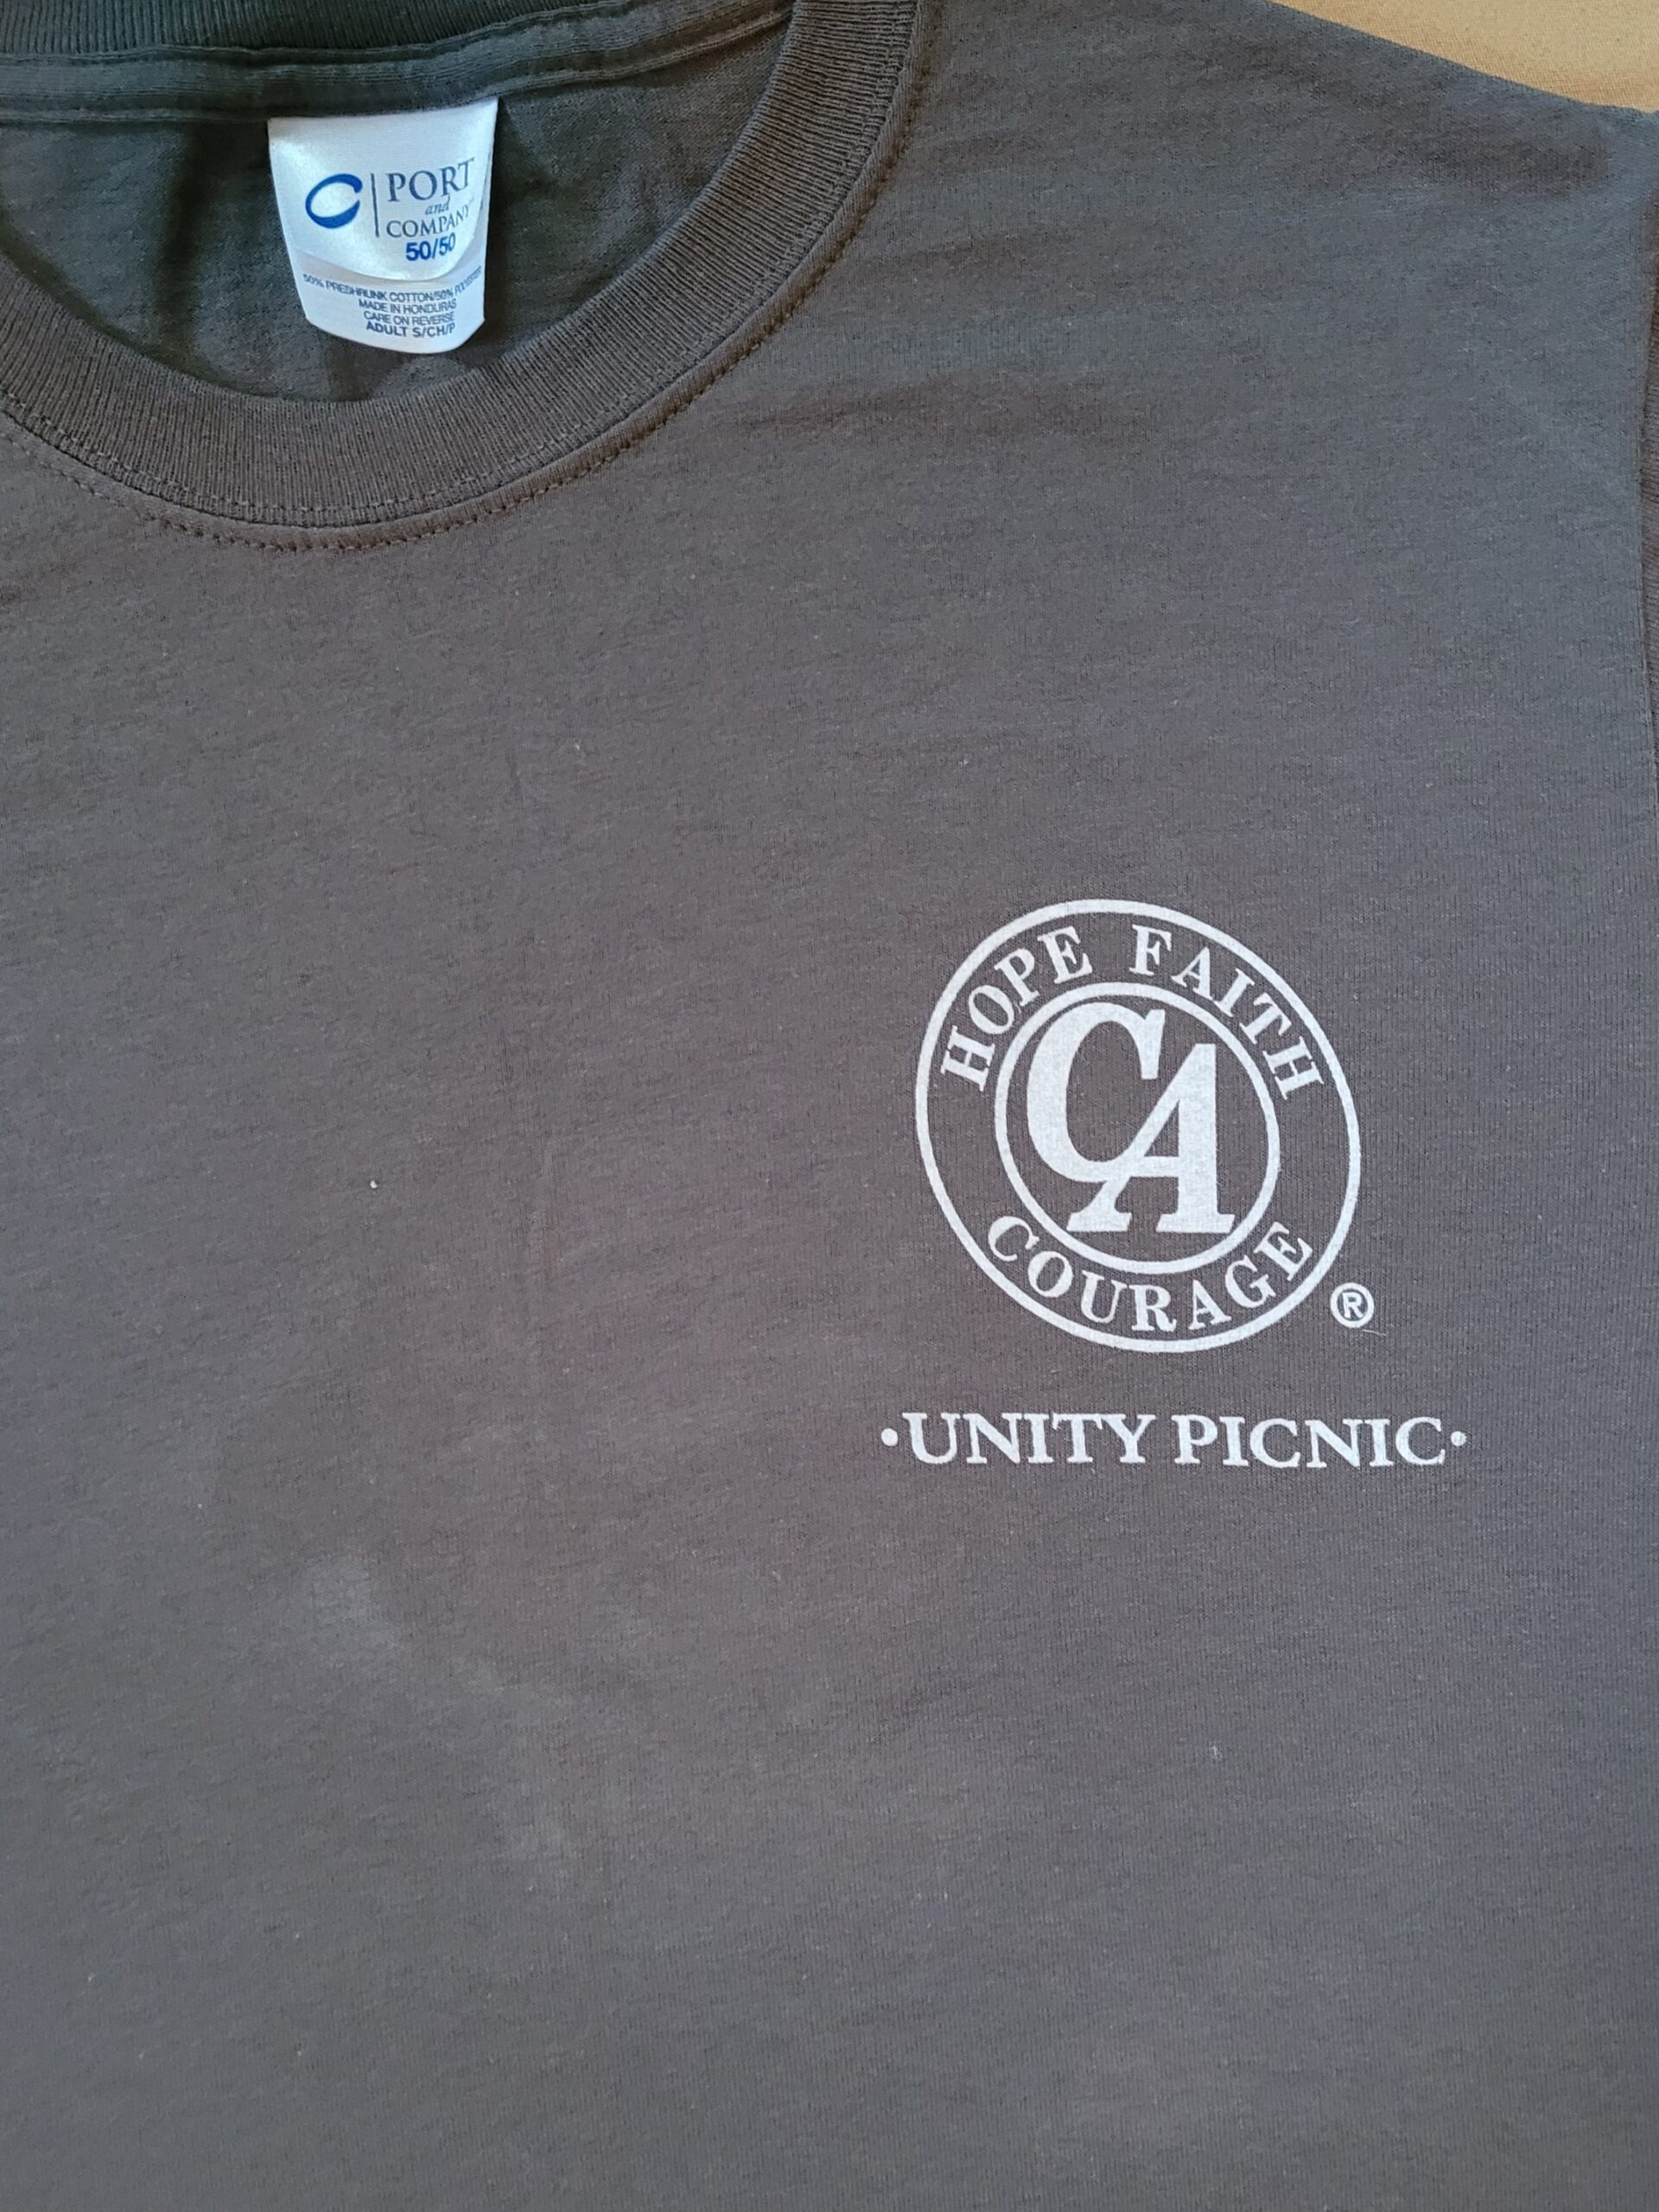 PORT
and
COMPANY
50/50
50% PRESHRUNK COTTON/50% POLYESTER
MADE IN HONDURAS
CARE ON REVERSE
ADULT S/CH/P
HOPE FAITH
CA
COURAGE
®
·UNITY PICNIC·